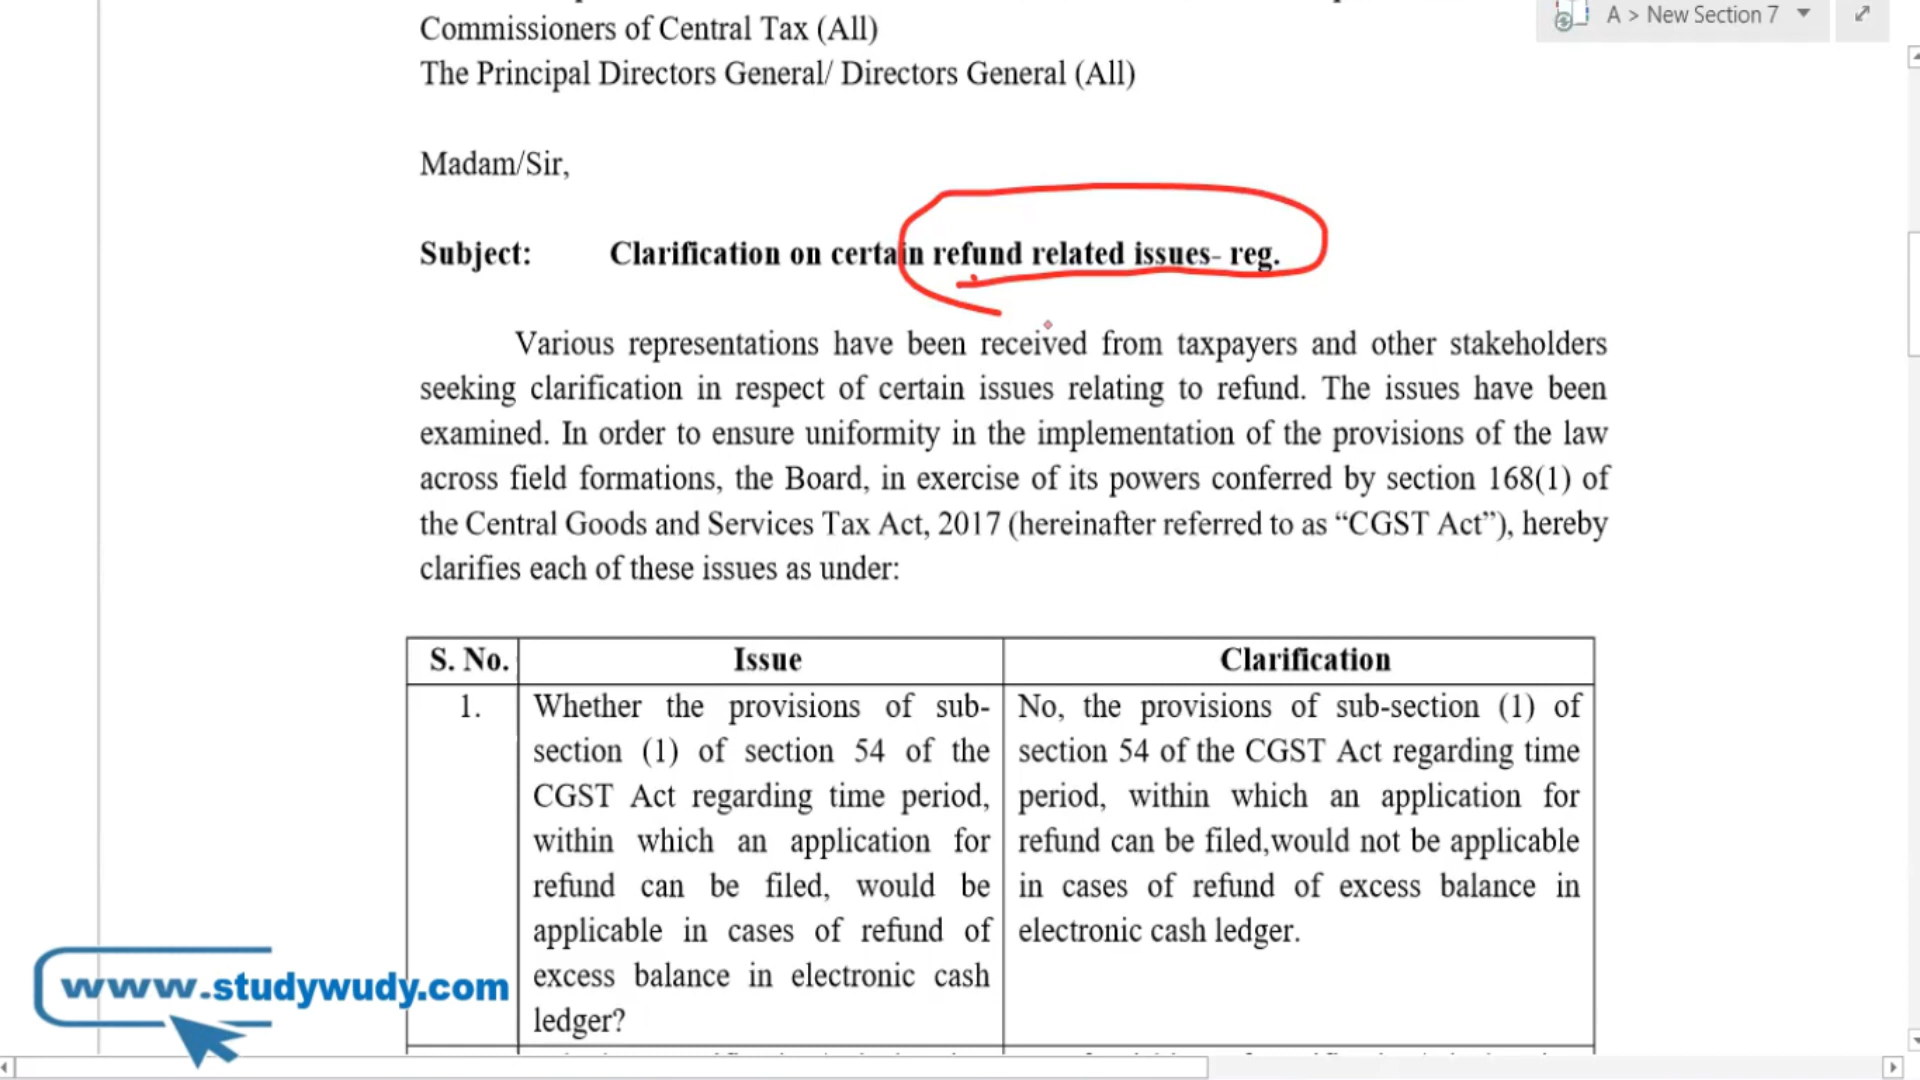 A > New Section 7
Commissioners of Central Tax (All)
The Principal Directors General/ Directors General (All)
Madam/Sir,
Subject: Clarification on certain refund related issues- reg.
Various representations have been received from taxpayers and other stakeholders
seeking clarification in respect of certain issues relating to refund. The issues have been
examined. In order to ensure uniformity in the implementation of the provisions of the law
across field formations, the Board, in exercise of its powers conferred by section 168(1) of
the Central Goods and Services Tax Act, 2017 (hereinafter referred to as “CGST Act”), hereby
clarifies each of these issues as under:
S. No. Issue Clarification
1.
Whether the provisions of sub-
section (1) of section 54 of the
CGST Act regarding time period,
within which an application for
refund can be filed, would be
applicable in cases of refund of
excess balance in electronic cash
ledger?
No, the provisions of sub-section (1) of
section 54 of the CGST Act regarding time
period, within which an application for
refund can be filed,would not be applicable
in cases of refund of excess balance in
electronic cash ledger.
www.studywudy.com